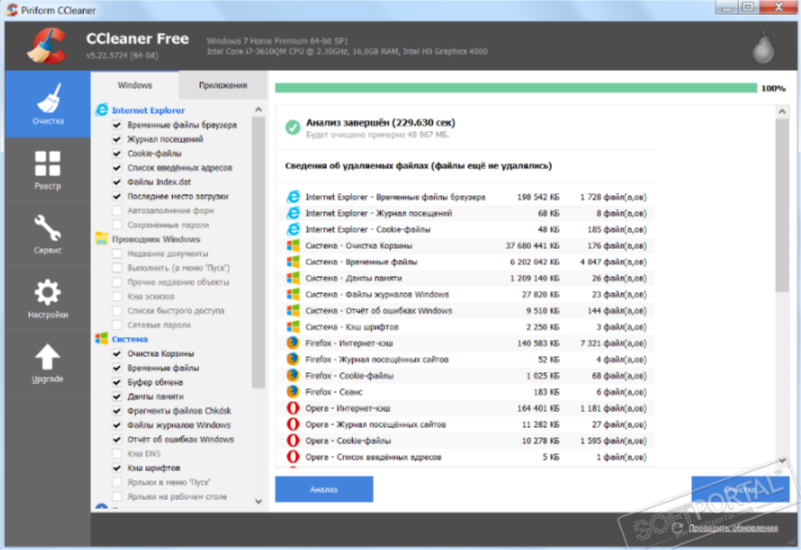 Piriform CCleaner
CCleaner Free
v5.22.5724 (64-bit)
Windows 7 Home Premium 64-bit SP1
Intel Core i7-3610QM CPU @ 2.30GHz, 16,0GB RAM, Intel HD Graphics 4000
Очистка
Реестр
Сервис
Настройки
Upgrade
Windows
Приложения
Internet Explorer
Временные файлы браузера
Журнал посещений
Cookie-файлы
Список введённых адресов
Файлы Index.dat
Последнее место загрузки
Автозаполнение форм
Сохранённые пароли
Проводник Windows
Недавние документы
Выполнить (в меню 'Пуск')
Прочие недавние объекты
Кэш эскизов
Списки быстрого доступа
Сетевые пароли
Система
Очистка Корзины
Временные файлы
Буфер обмена
Дампы памяти
Фрагменты файлов Chkdsk
Файлы журналов Windows
Отчёт об ошибках Windows
Кэш DNS
Кэш шрифтов
Ярлыки в меню 'Пуск'
Ярлыки на рабочем столе
100%
Анализ завершён (229.630 сек)
Будет очищено примерно 48 967 МБ.
Сведения об удаляемых файлах (файлы ещё не удалялись)
Internet Explorer - Временные файлы браузера 198 542 КБ 1 728 файл(а,ов)
Internet Explorer - Журнал посещений 68 КБ 8 файл(а,ов)
Internet Explorer - Cookie-файлы 48 КБ 185 файл(а,ов)
Система - Очистка Корзины 37 680 441 КБ 176 файл(а,ов)
Система - Временные файлы 6 202 042 КБ 4 847 файл(а,ов)
Система - Дампы памяти 1 209 140 КБ 26 файл(а,ов)
Система - Файлы журналов Windows 27 820 КБ 23 файл(а,ов)
Система - Отчёт об ошибках Windows 9 510 КБ 144 файл(а,ов)
Система - Кэш шрифтов 2 250 КБ 3 файл(а,ов)
Firefox - Интернет-кэш 140 583 КБ 7 321 файл(а,ов)
Firefox - Журнал посещённых сайтов 52 КБ 4 файл(а,ов)
Firefox - Cookie-файлы 1 025 КБ 68 файл(а,ов)
Firefox - Сеанс 183 КБ 6 файл(а,ов)
Opera - Интернет-кэш 164 401 КБ 1 181 файл(а,ов)
Opera - Журнал посещённых сайтов 11 282 КБ 27 файл(а,ов)
Opera - Cookie-файлы 10 278 КБ 1 595 файл(а,ов)
Opera - Список введённых адресов 5 КБ 1 файл(а,ов)
Анализ
Очистка
SOFTPORTAL™
Проверить обновления